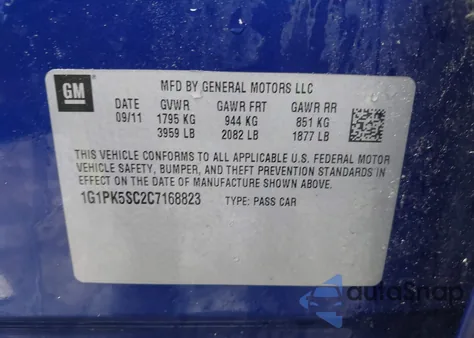 GM
MFD BY GENERAL MOTORS LLC
DATE GVWR GAWR FRT GAWR RR
09/11 1795 KG 944 KG 851 KG
3959 LB 2082 LB 1877 LB
THIS VEHICLE CONFORMS TO ALL APPLICABLE U.S. FEDERAL MOTOR
VEHICLE SAFETY, BUMPER, AND THEFT PREVENTION STANDARDS IN
EFFECT ON THE DATE OF MANUFACTURE SHOWN ABOVE.
1G1PK5SC2C7168823 TYPE: PASS CAR
autoSnap